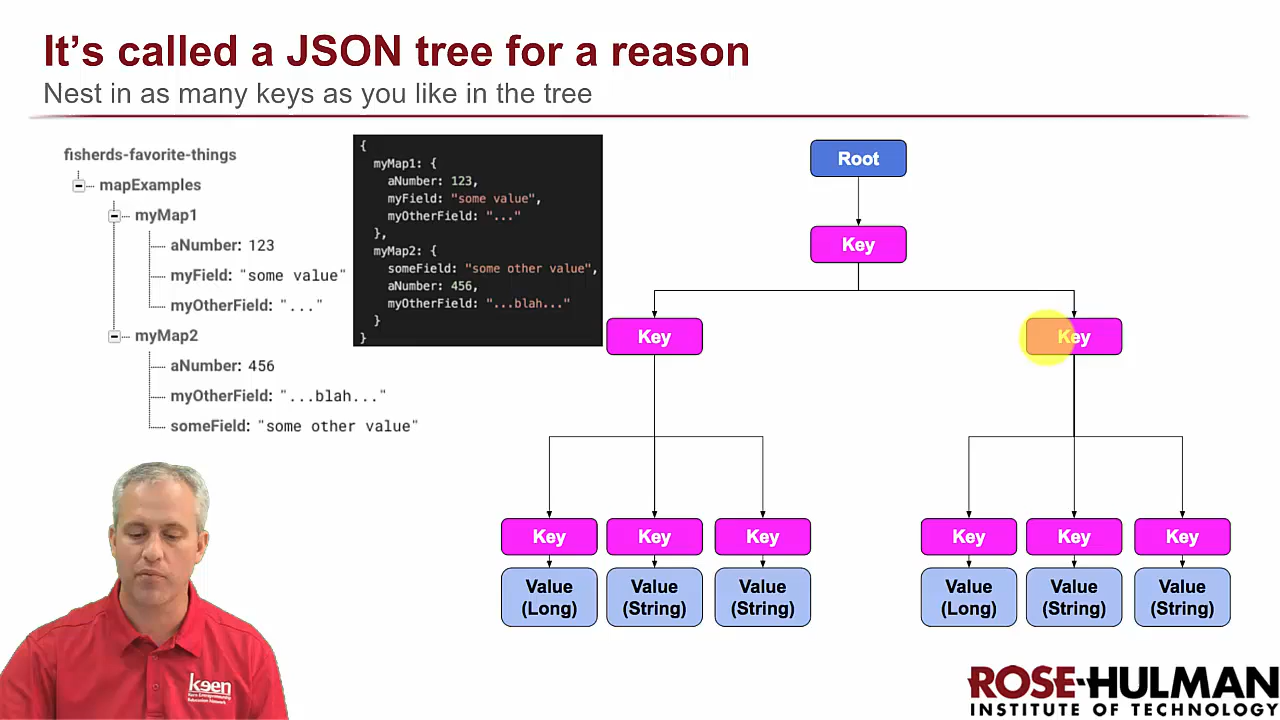 It's called a JSON tree for a reason
Nest in as many keys as you like in the tree
fisherds-favorite-things
mapExamples
myMap1
aNumber: 123
myField: "some value"
myOtherField: "..."
myMap2
aNumber: 456
myOtherField: "...blah..."
someField: "some other value"
{
myMap1: {
aNumber: 123,
myField: "some value",
myOtherField: "..."
},
myMap2: {
someField: "some other value",
aNumber: 456,
myOtherField: "...blah..."
}
}
Root
Key
Key
Key
Key
Key
Key
Key
Key
Key
Value
(Long)
Value
(String)
Value
(String)
Value
(Long)
Value
(String)
Value
(String)
keen
ROSE-HULMAN
INSTITUTE OF TECHNOLOGY